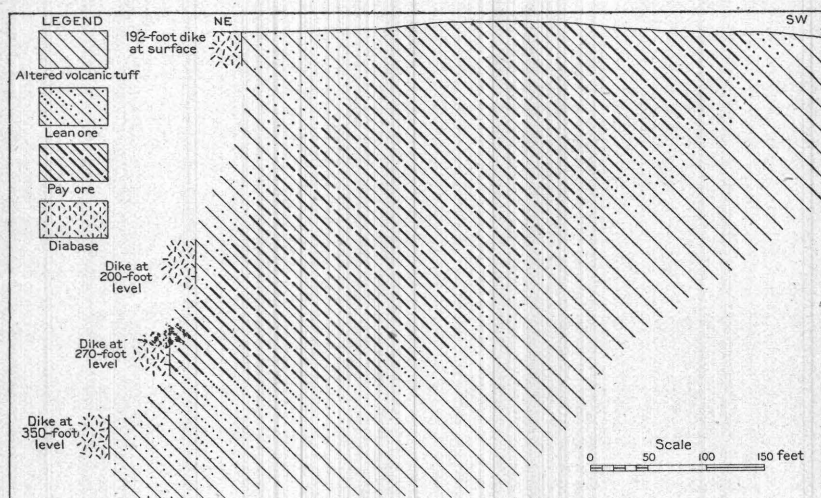 LEGEND
Altered volcanic tuff
Lean ore
Pay ore
Diabase
NE
SW
192-foot dike
at surface
Dike at
200-foot
level
Dike at
270-foot
level
Dike at
350-foot
level
Scale
0 50 100 150 feet